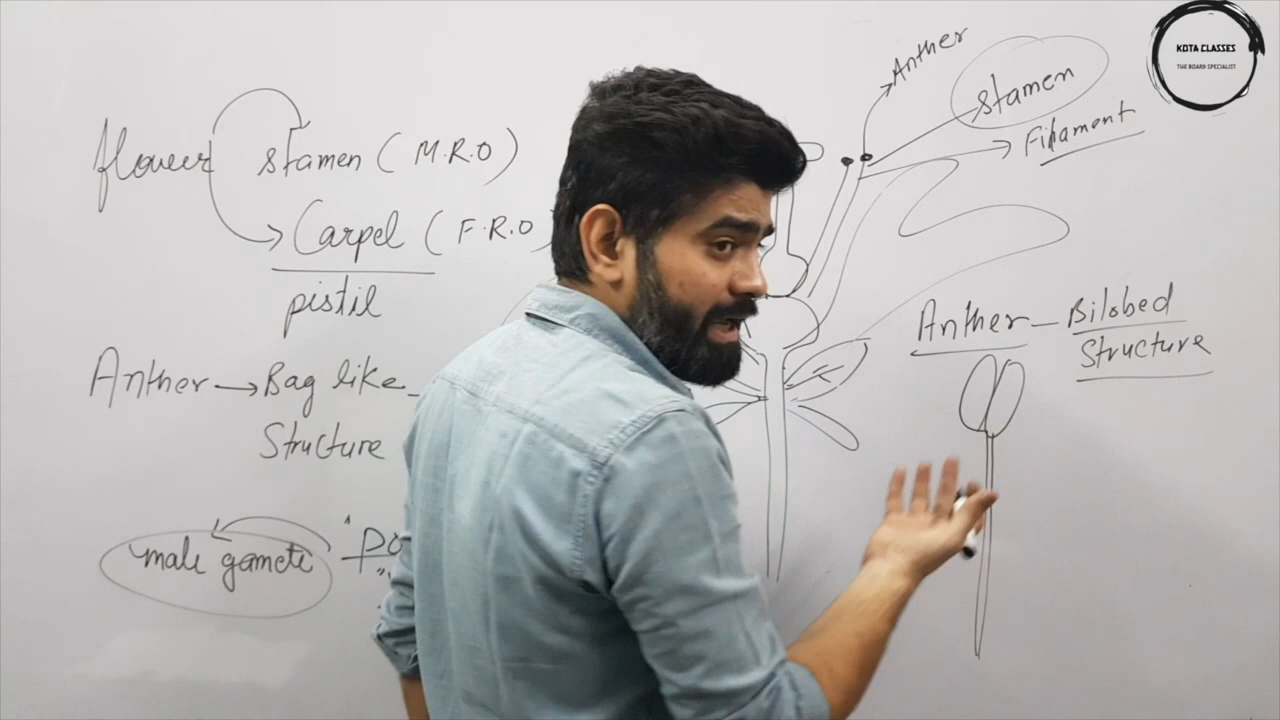 flower stamen (M.R.O)
Carpel (F.R.O
pistil
Anther → Bag like
Structure
male gamete
Anther
stamen
Filament
Anther – Bilobed
Structure
KOTA CLASSES
THE BOARD SPECIALIST